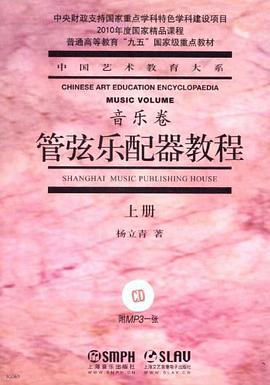 中央财政支持国家重点学科特色学科建设项目
2010年度国家精品课程
普通高等教育“九五”国家级重点教材
中国艺术教育大系
CHINESE ART EDUCATION ENCYCLOPAEDIA
MUSIC VOLUME
音乐卷
管弦乐配器教程
SHANGHAI MUSIC PUBLISHING HOUSE
上册
杨立青 著
CD
附MP3一张
SMPH
上海音乐出版社
SLAV
上海文艺音像电子出版社